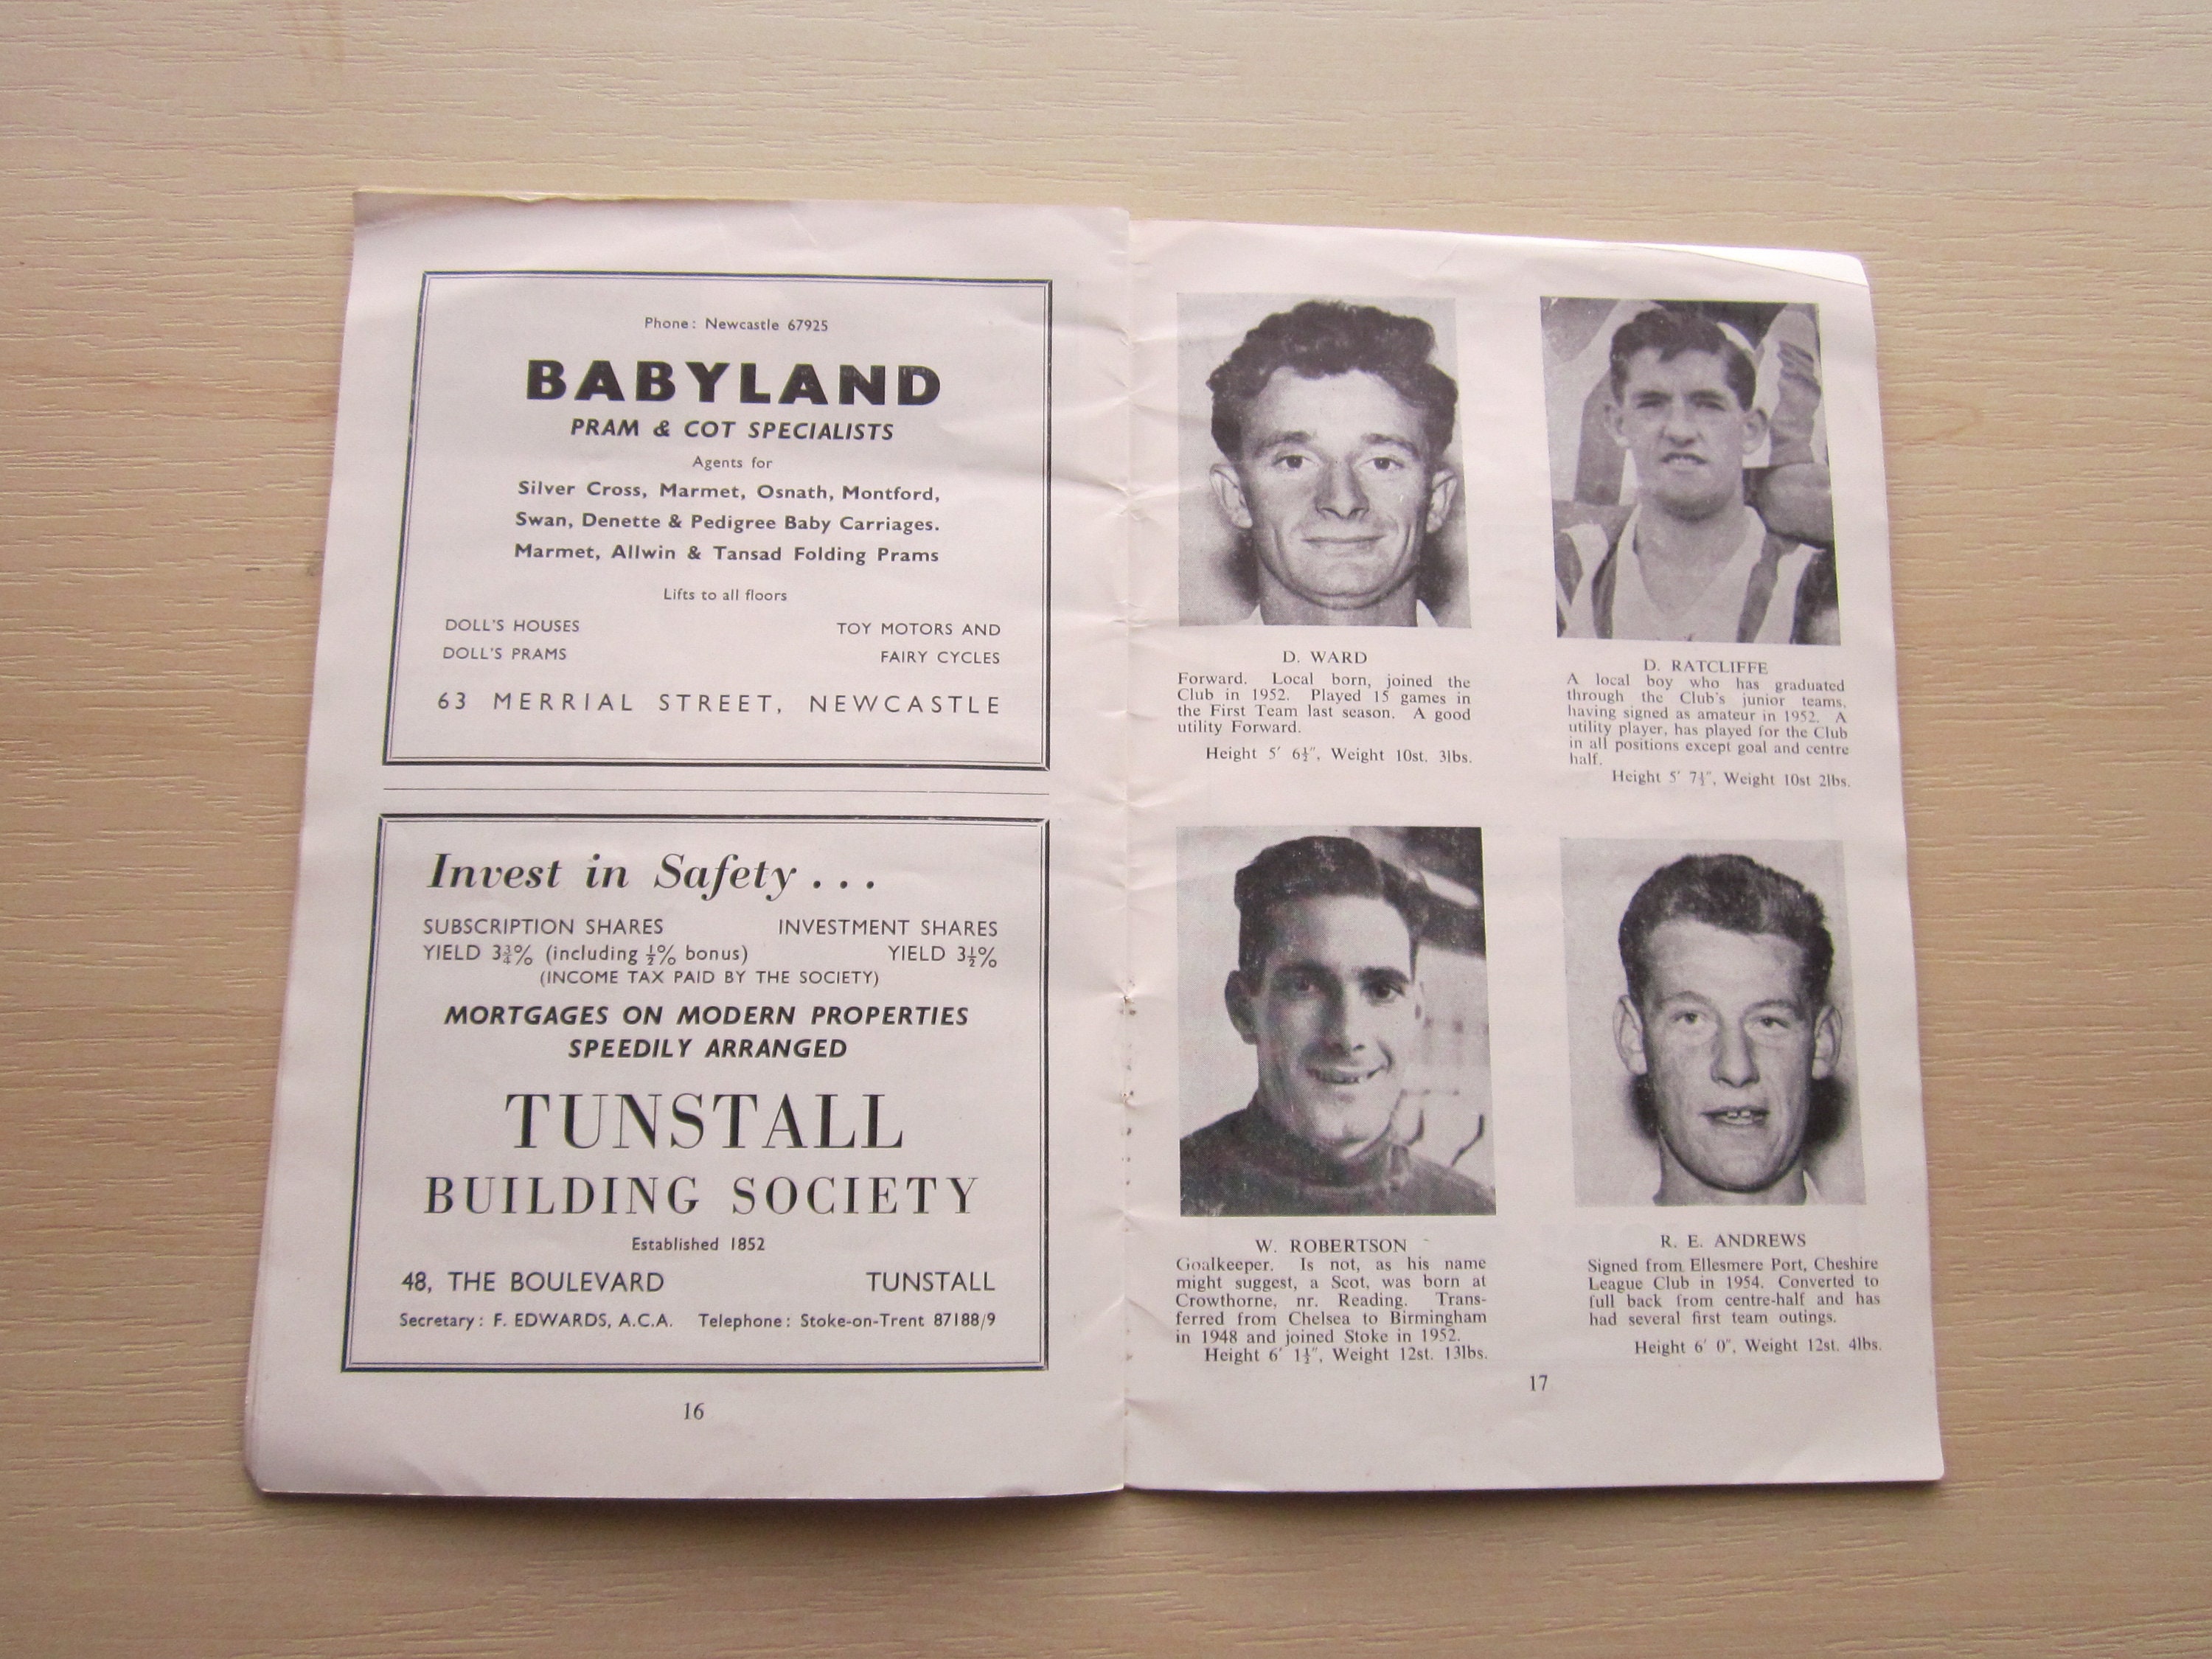 Phone: Newcastle 67925
BABYLAND
PRAM & COT SPECIALISTS
Agents for
Silver Cross, Marmet, Osnath, Montford,
Swan, Denette & Pedigree Baby Carriages.
Marmet, Allwin & Tansad Folding Prams
Lifts to all floors
DOLL'S HOUSES
DOLL'S PRAMS
TOY MOTORS AND
FAIRY CYCLES
63 MERRIAL STREET, NEWCASTLE
Invest in Safety . . .
SUBSCRIPTION SHARES
YIELD 3¾% (including ½% bonus)
INVESTMENT SHARES
YIELD 3½%
(INCOME TAX PAID BY THE SOCIETY)
MORTGAGES ON MODERN PROPERTIES
SPEEDILY ARRANGED
TUNSTALL
BUILDING SOCIETY
Established 1852
48, THE BOULEVARD TUNSTALL
Secretary: F. EDWARDS, A.C.A. Telephone: Stoke-on-Trent 87188/9
16
D. WARD
Forward. Local born, joined the
Club in 1952. Played 15 games in
the First Team last season. A good
utility Forward.
Height 5′ 6½″, Weight 10st. 3lbs.
D. RATCLIFFE
A local boy who has graduated
through the Club's junior teams,
having signed as amateur in 1952. A
utility player, has played for the Club
in all positions except goal and centre
half.
Height 5′ 7½″, Weight 10st 2lbs.
W. ROBERTSON
Goalkeeper. Is not, as his name
might suggest, a Scot, was born at
Crowthorne, nr. Reading. Trans-
ferred from Chelsea to Birmingham
in 1948 and joined Stoke in 1952.
Height 6′ 1½″, Weight 12st. 13lbs.
R. E. ANDREWS
Signed from Ellesmere Port, Cheshire
League Club in 1954. Converted to
full back from centre-half and has
had several first team outings.
Height 6′ 0″, Weight 12st. 4lbs.
17